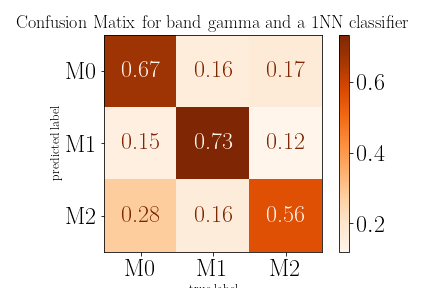 Confusion Matix for band gamma and a 1NN classifier
predicted label
M0 0.67 0.16 0.17
M1 0.15 0.73 0.12
M2 0.28 0.16 0.56
M0 M1 M2
0.6
0.4
0.2
true label